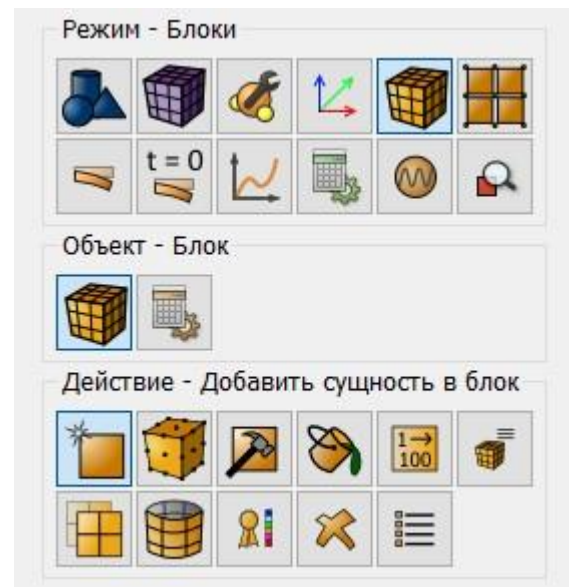 Режим - Блоки
t = 0
Объект - Блок
Действие - Добавить сущность в блок
1→
100